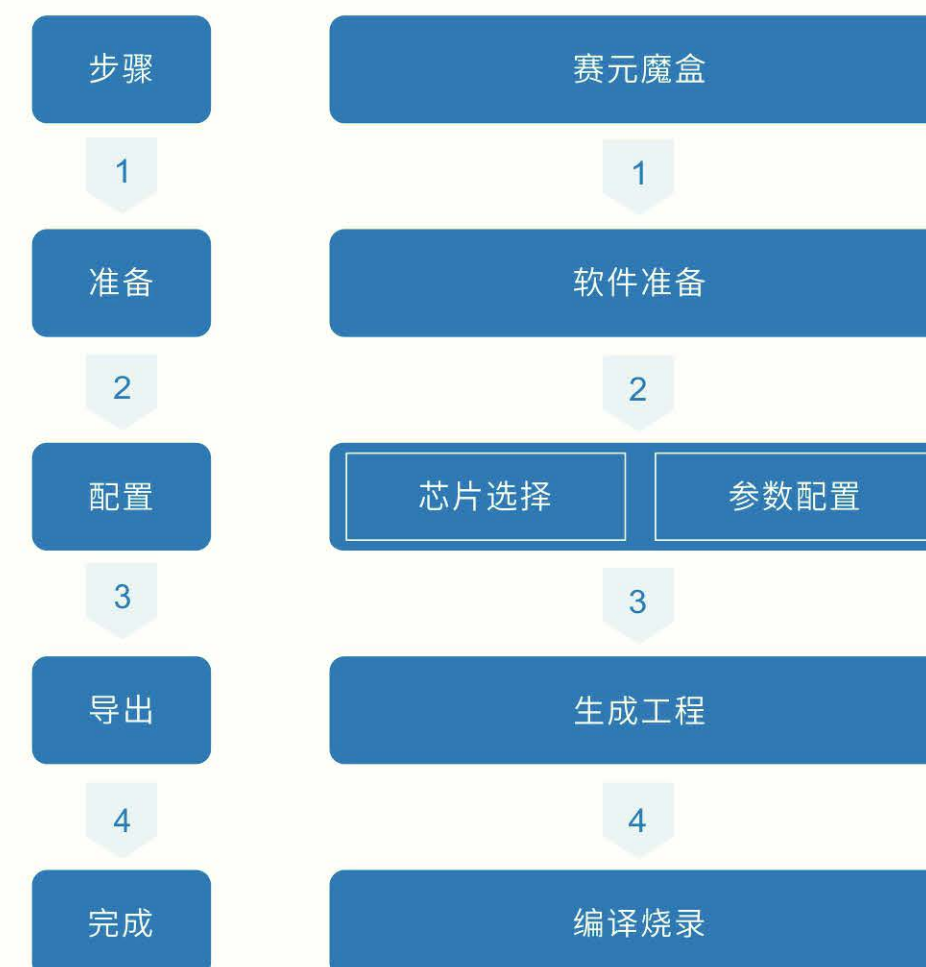 步骤 赛元魔盒
1 1
准备 软件准备
2 2
配置 芯片选择 参数配置
3 3
导出 生成工程
4 4
完成 编译烧录